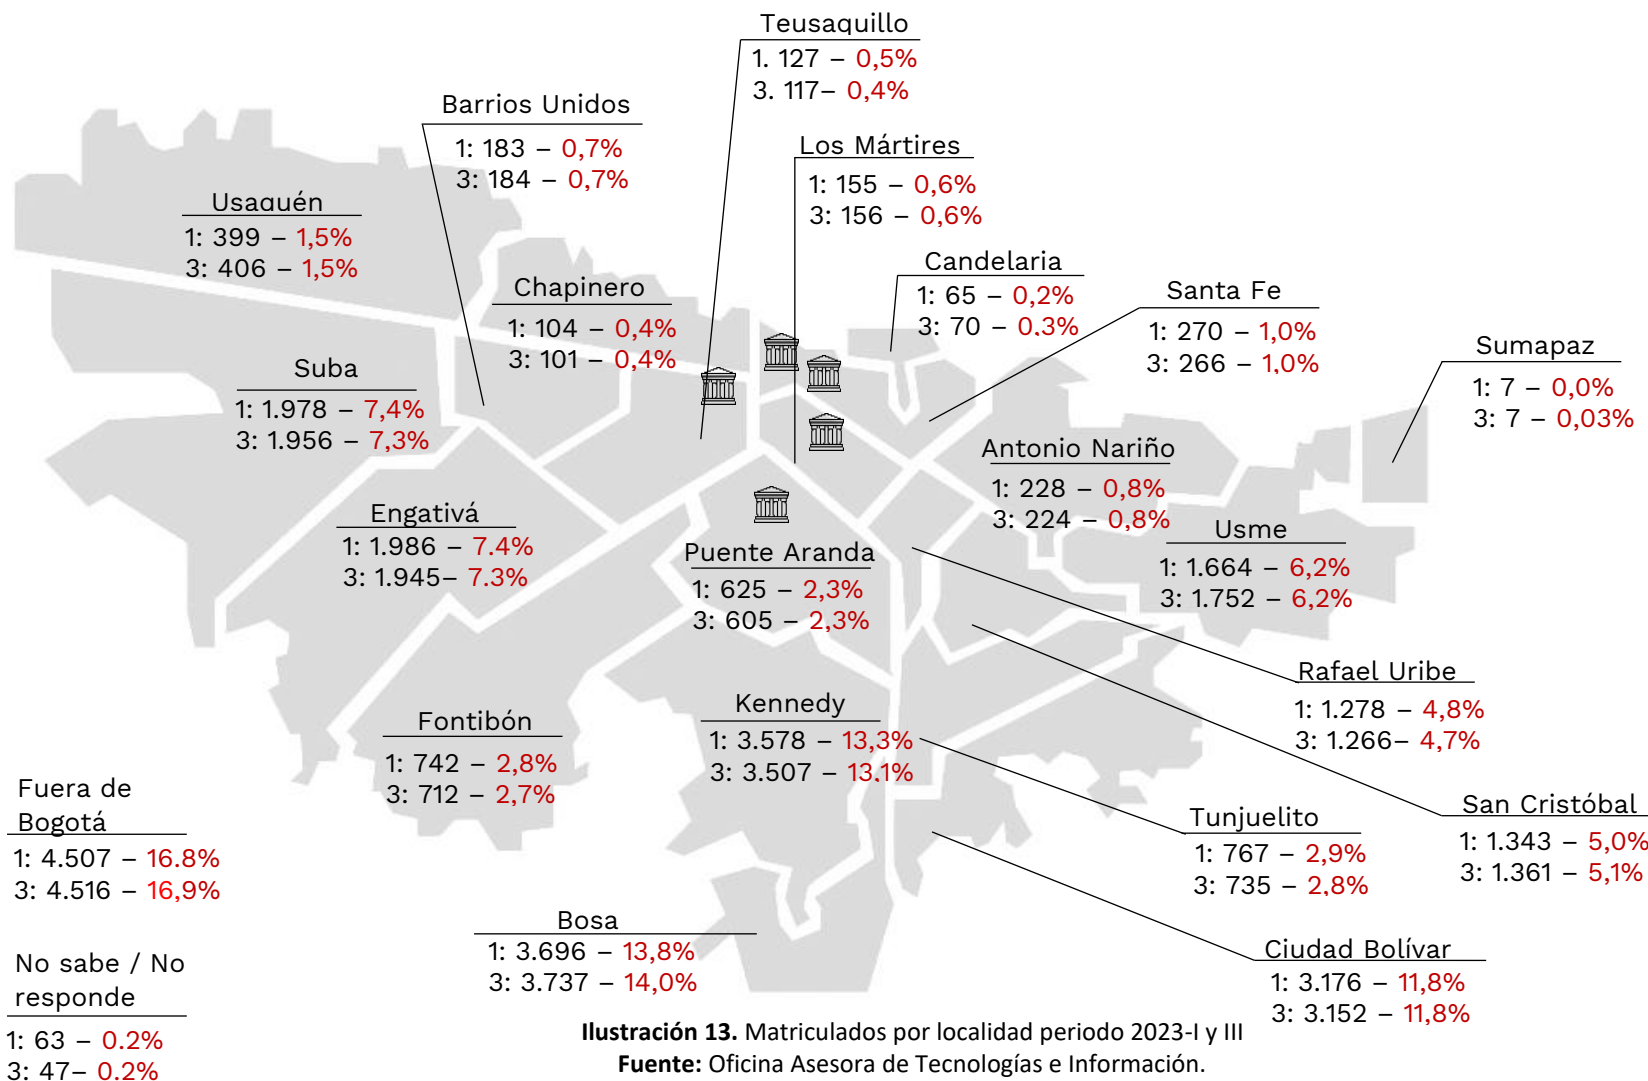 Teusaquillo
1. 127 – 0,5%
3. 117– 0,4%
Barrios Unidos
1: 183 – 0,7%
3: 184 – 0,7%
Los Mártires
1: 155 – 0,6%
3: 156 – 0,6%
Usaquén
1: 399 – 1,5%
3: 406 – 1,5%
Candelaria
1: 65 – 0,2%
3: 70 – 0.3%
Chapinero
1: 104 – 0,4%
3: 101 – 0,4%
Santa Fe
1: 270 – 1,0%
3: 266 – 1,0%
Sumapaz
1: 7 – 0,0%
3: 7 – 0,03%
Suba
1: 1.978 – 7,4%
3: 1.956 – 7,3%
Antonio Nariño
1: 228 – 0,8%
3: 224 – 0,8%
Engativá
1: 1.986 – 7.4%
3: 1.945– 7.3%
Usme
1: 1.664 – 6,2%
3: 1.752 – 6,2%
Puente Aranda
1: 625 – 2,3%
3: 605 – 2,3%
Rafael Uribe
1: 1.278 – 4,8%
3: 1.266– 4,7%
Kennedy
1: 3.578 – 13,3%
3: 3.507 – 13,1%
Fontibón
1: 742 – 2,8%
3: 712 – 2,7%
Fuera de
Bogotá
1: 4.507 – 16.8%
3: 4.516 – 16,9%
Tunjuelito
1: 767 – 2,9%
3: 735 – 2,8%
San Cristóbal
1: 1.343 – 5,0%
3: 1.361 – 5,1%
Bosa
1: 3.696 – 13,8%
3: 3.737 – 14,0%
Ciudad Bolívar
1: 3.176 – 11,8%
3: 3.152 – 11,8%
No sabe / No
responde
1: 63 – 0.2%
3: 47– 0.2%
Ilustración 13. Matriculados por localidad periodo 2023-I y III
Fuente: Oficina Asesora de Tecnologías e Información.